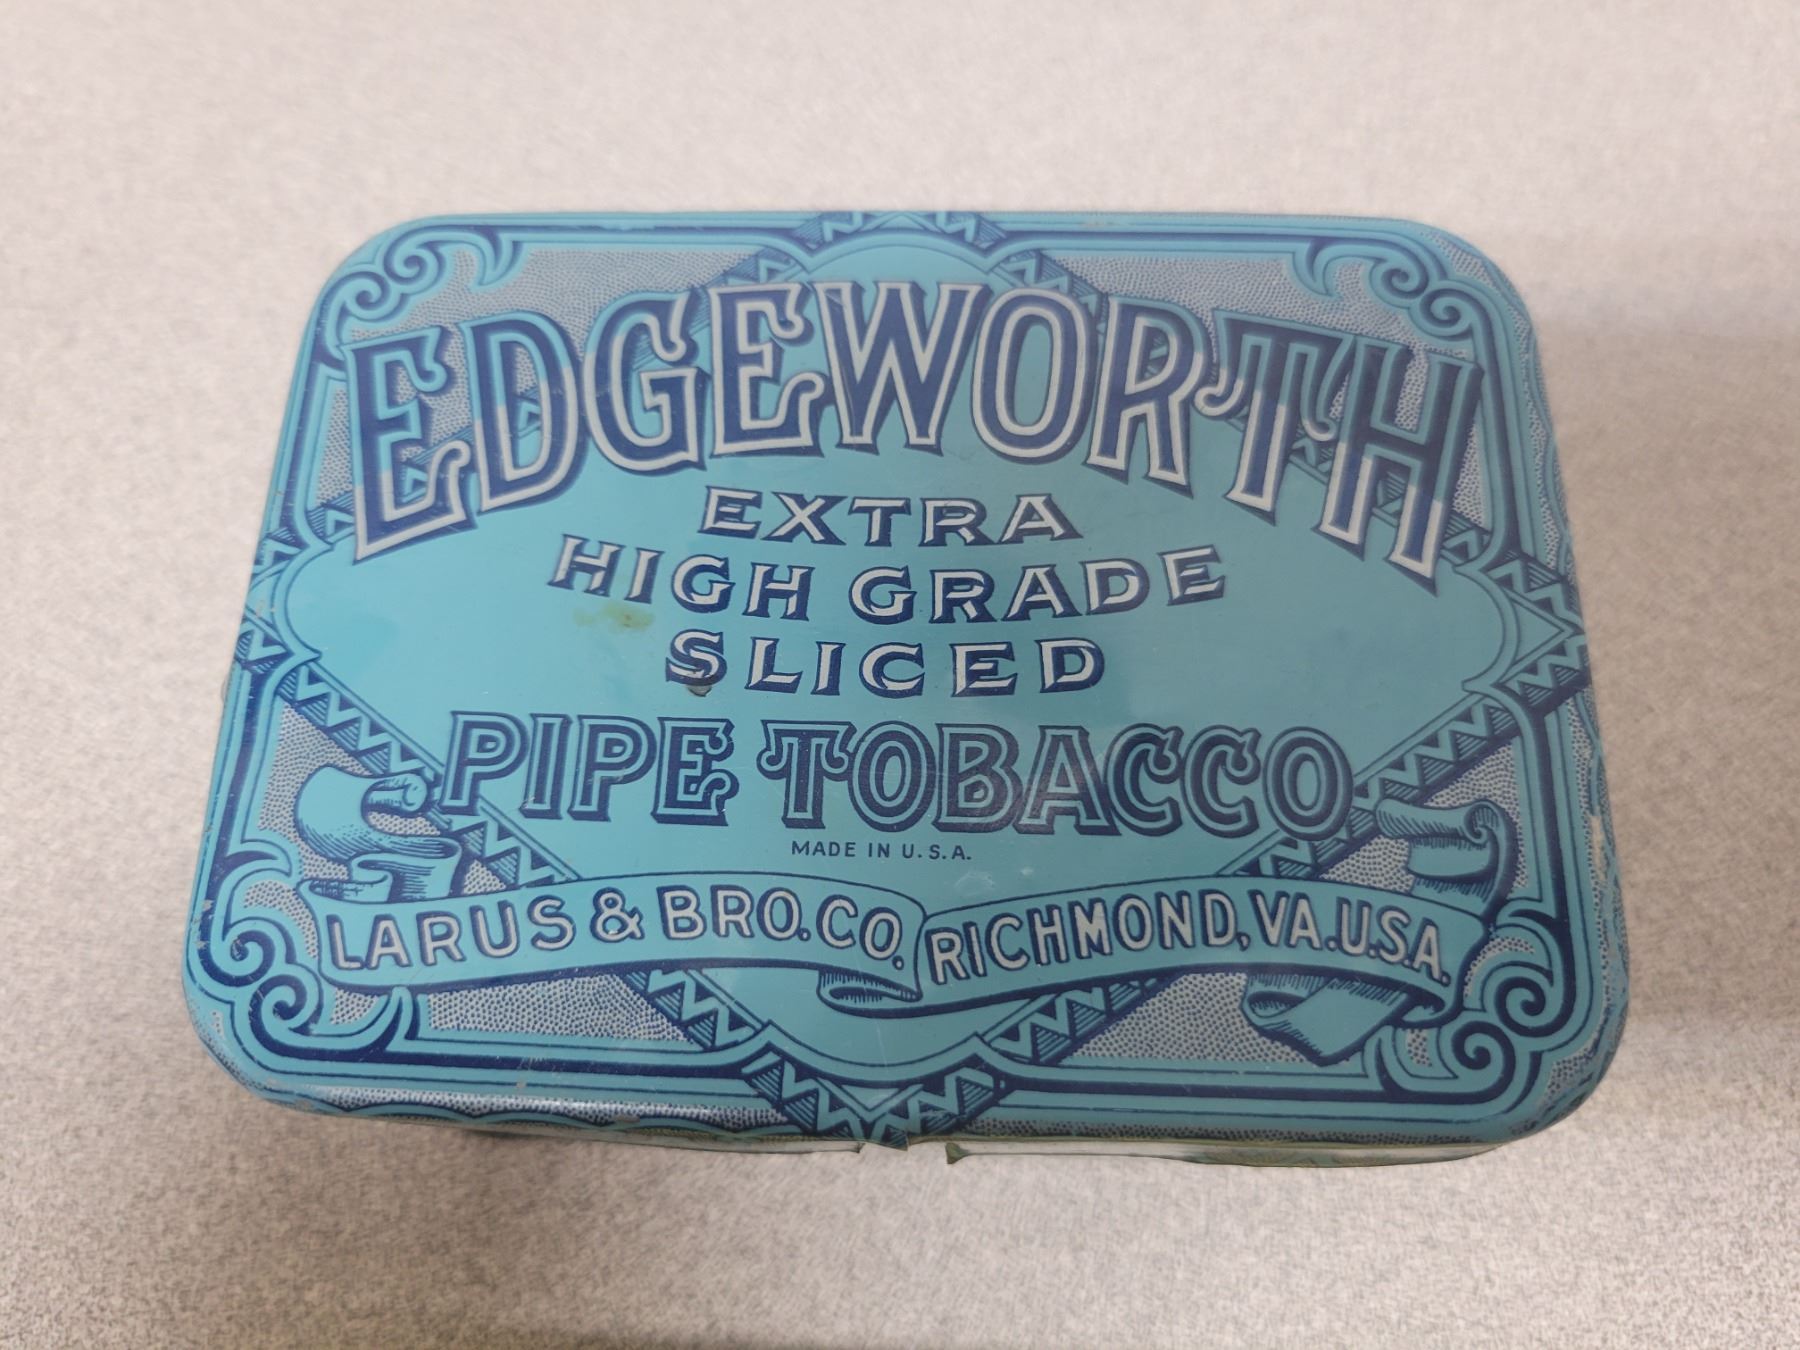 EDGEWORTH
EXTRA
HIGH GRADE
SLICED
PIPE TOBACCO
MADE IN U.S.A.
LARUS & BRO. CO. RICHMOND, VA. U.S.A.